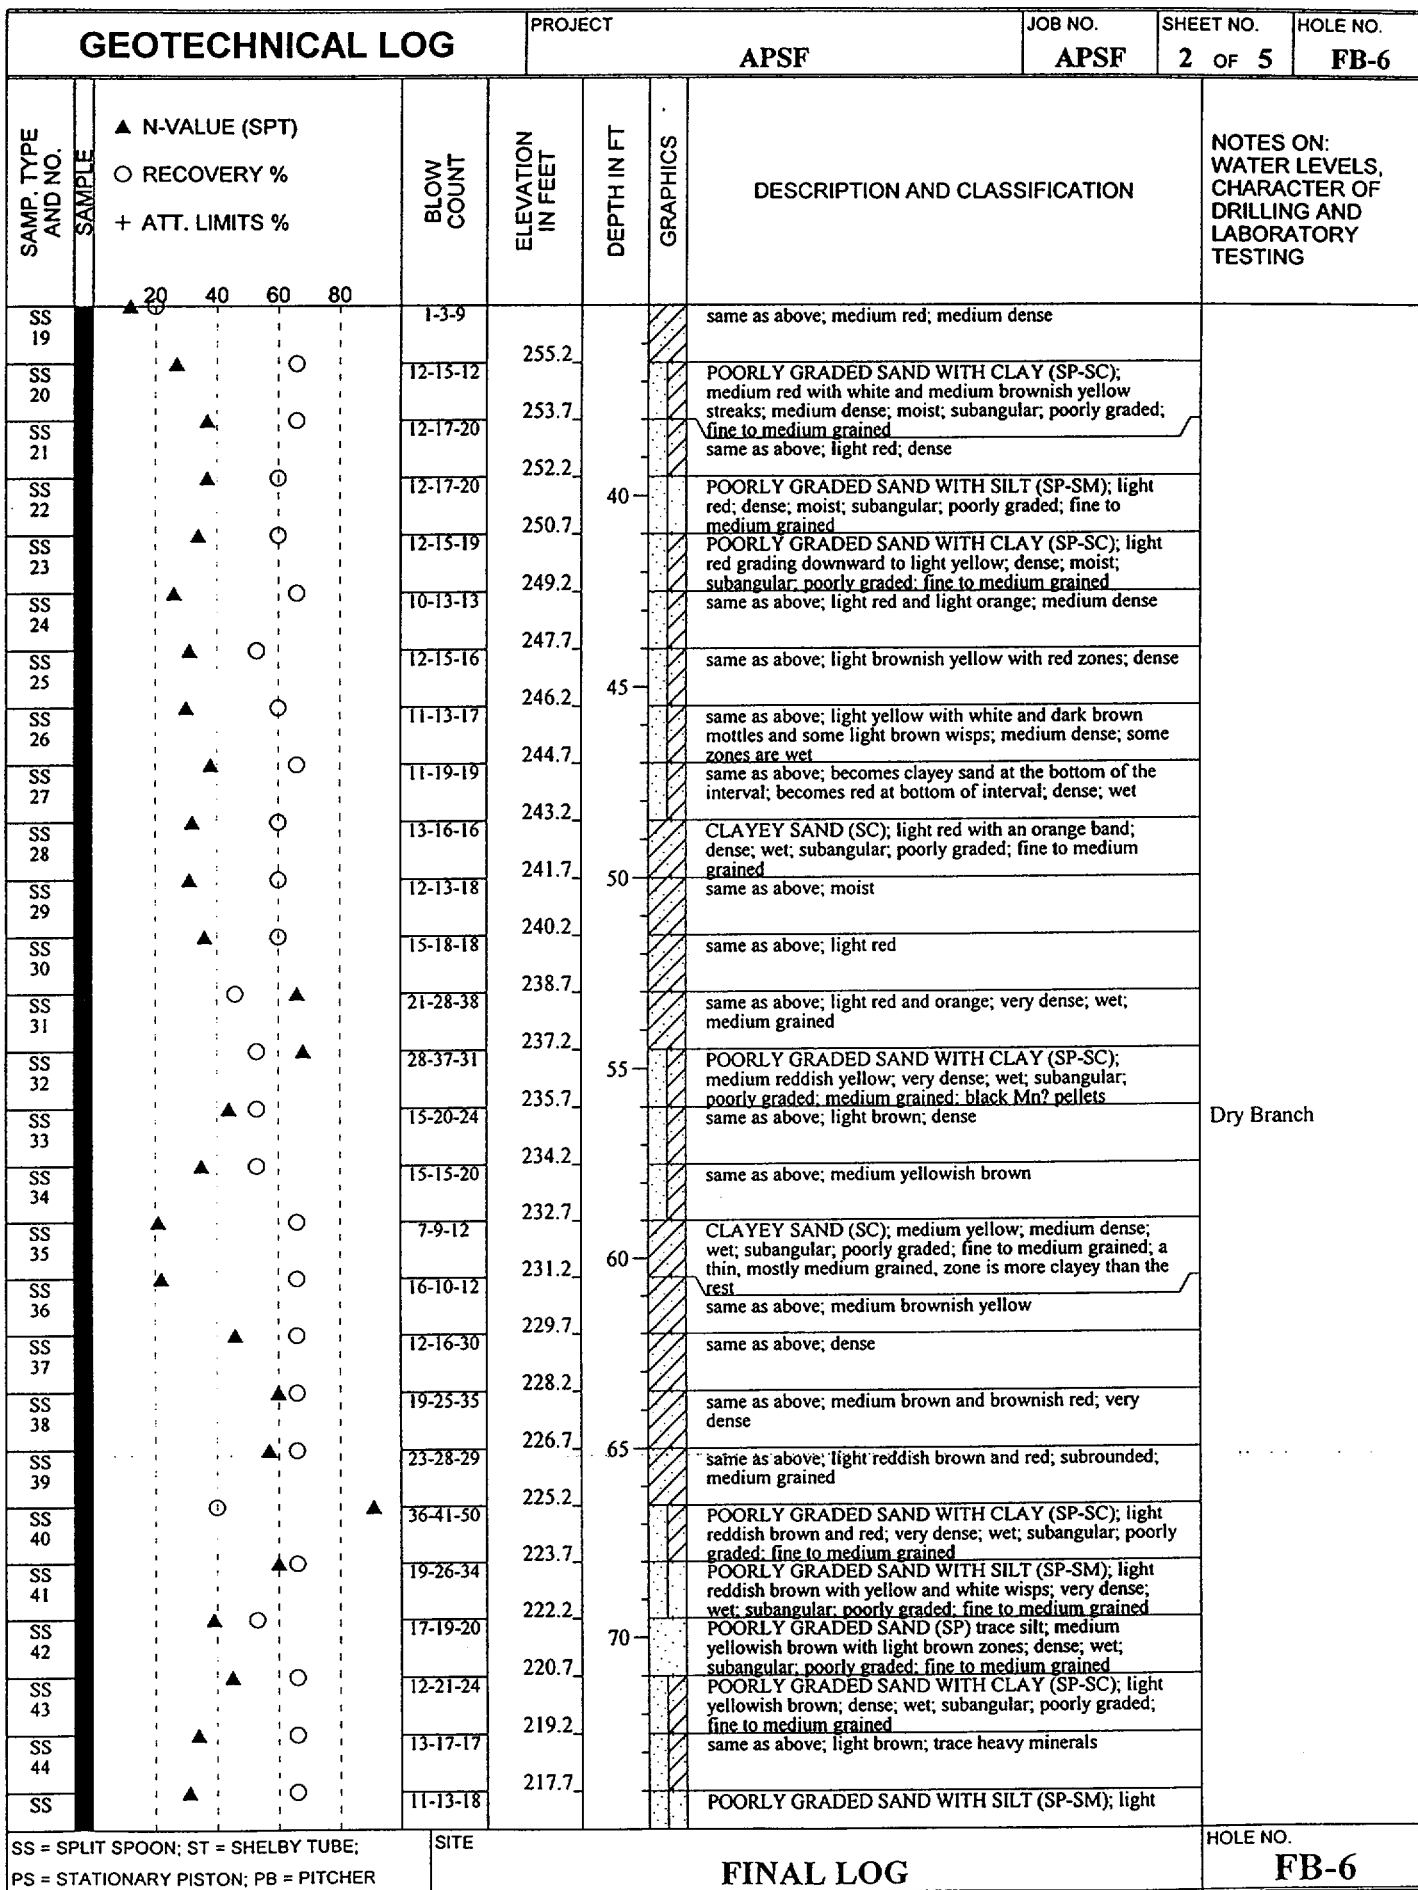 GEOTECHNICAL LOG
PROJECT
APSF
JOB NO.
APSF
SHEET NO.
2 OF 5
HOLE NO.
FB-6
SAMP. TYPE
AND NO.
SAMPLE
▲ N-VALUE (SPT)
○ RECOVERY %
+ ATT. LIMITS %
20 40 60 80
BLOW
COUNT
ELEVATION
IN FEET
DEPTH IN FT
GRAPHICS
DESCRIPTION AND CLASSIFICATION
NOTES ON:
WATER LEVELS,
CHARACTER OF
DRILLING AND
LABORATORY
TESTING
SS
19
1-3-9
same as above; medium red; medium dense
255.2
SS
20
12-15-12
POORLY GRADED SAND WITH CLAY (SP-SC);
medium red with white and medium brownish yellow
streaks; medium dense; moist; subangular; poorly graded;
fine to medium grained
253.7
SS
21
12-17-20
same as above; light red; dense
252.2
SS
22
12-17-20
40
POORLY GRADED SAND WITH SILT (SP-SM); light
red; dense; moist; subangular; poorly graded; fine to
medium grained
250.7
SS
23
12-15-19
POORLY GRADED SAND WITH CLAY (SP-SC); light
red grading downward to light yellow; dense; moist;
subangular; poorly graded; fine to medium grained
249.2
SS
24
10-13-13
same as above; light red and light orange; medium dense
247.7
SS
25
12-15-16
45
same as above; light brownish yellow with red zones; dense
246.2
SS
26
11-13-17
same as above; light yellow with white and dark brown
mottles and some light brown wisps; medium dense; some
zones are wet
244.7
SS
27
11-19-19
same as above; becomes clayey sand at the bottom of the
interval; becomes red at bottom of interval; dense; wet
243.2
SS
28
13-16-16
CLAYEY SAND (SC); light red with an orange band;
dense; wet; subangular; poorly graded; fine to medium
grained
241.7
50
SS
29
12-13-18
same as above; moist
240.2
SS
30
15-18-18
same as above; light red
238.7
SS
31
21-28-38
same as above; light red and orange; very dense; wet;
medium grained
237.2
SS
32
28-37-31
55
POORLY GRADED SAND WITH CLAY (SP-SC);
medium reddish yellow; very dense; wet; subangular;
poorly graded; medium grained; black Mn? pellets
235.7
SS
33
15-20-24
same as above; light brown; dense
Dry Branch
234.2
SS
34
15-15-20
same as above; medium yellowish brown
232.7
SS
35
7-9-12
60
CLAYEY SAND (SC); medium yellow; medium dense;
wet; subangular; poorly graded; fine to medium grained; a
thin, mostly medium grained, zone is more clayey than the
rest
231.2
SS
36
16-10-12
same as above; medium brownish yellow
229.7
SS
37
12-16-30
same as above; dense
228.2
SS
38
19-25-35
same as above; medium brown and brownish red; very
dense
226.7
65
SS
39
23-28-29
same as above; light reddish brown and red; subrounded;
medium grained
225.2
SS
40
36-41-50
POORLY GRADED SAND WITH CLAY (SP-SC); light
reddish brown and red; very dense; wet; subangular; poorly
graded; fine to medium grained
223.7
SS
41
19-26-34
POORLY GRADED SAND WITH SILT (SP-SM); light
reddish brown with yellow and white wisps; very dense;
wet; subangular; poorly graded; fine to medium grained
222.2
SS
42
17-19-20
70
POORLY GRADED SAND (SP) trace silt; medium
yellowish brown with light brown zones; dense; wet;
subangular; poorly graded; fine to medium grained
220.7
SS
43
12-21-24
POORLY GRADED SAND WITH CLAY (SP-SC); light
yellowish brown; dense; wet; subangular; poorly graded;
fine to medium grained
219.2
SS
44
13-17-17
same as above; light brown; trace heavy minerals
217.7
SS
11-13-18
POORLY GRADED SAND WITH SILT (SP-SM); light
SS = SPLIT SPOON; ST = SHELBY TUBE;
PS = STATIONARY PISTON; PB = PITCHER
SITE
FINAL LOG
HOLE NO.
FB-6